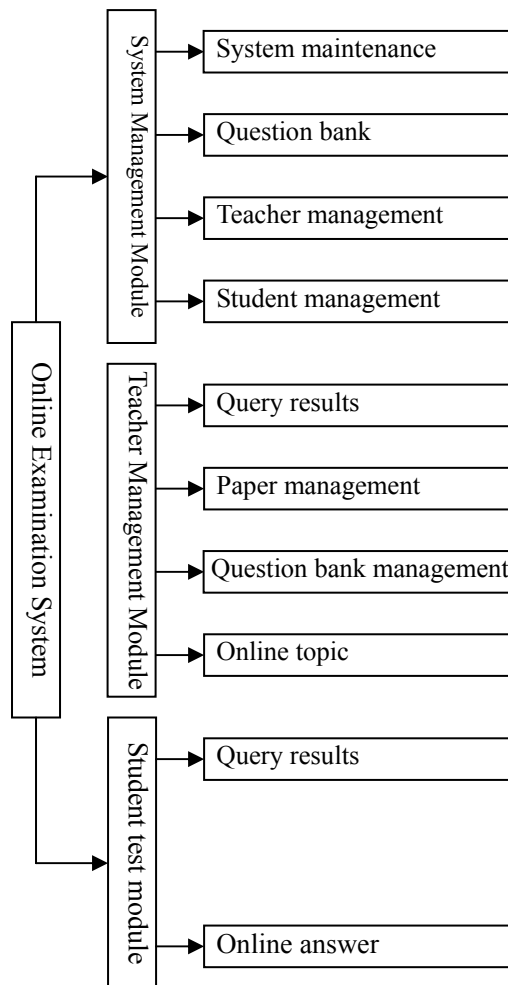 Online Examination System
System Management Module
System maintenance
Question bank
Teacher management
Student management
Teacher Management Module
Query results
Paper management
Question bank management
Online topic
Student test module
Query results
Online answer